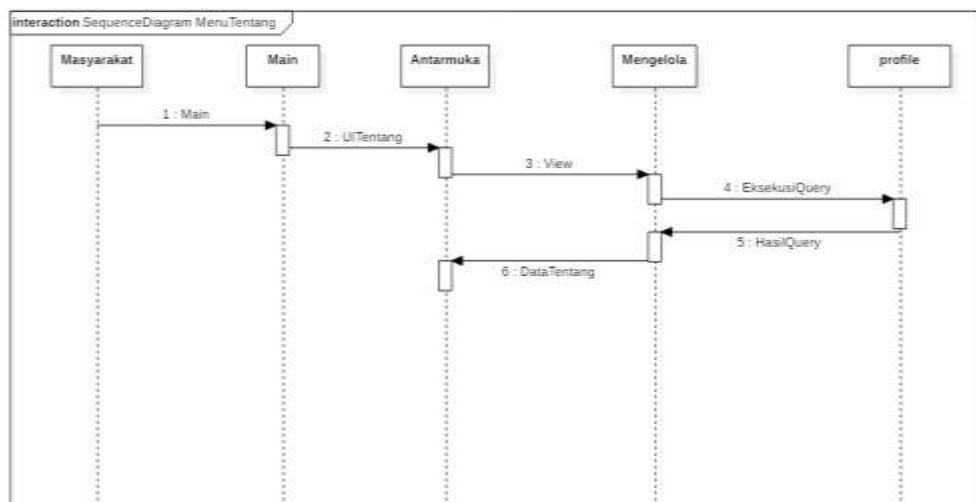 interaction SequenceDiagram MenuTentang
Masyarakat
Main
Antarmuka
Mengelola
profile
1 : Main
2 : UITentang
3 : View
4 : EksekusiQuery
5 : HasilQuery
6 : DataTentang